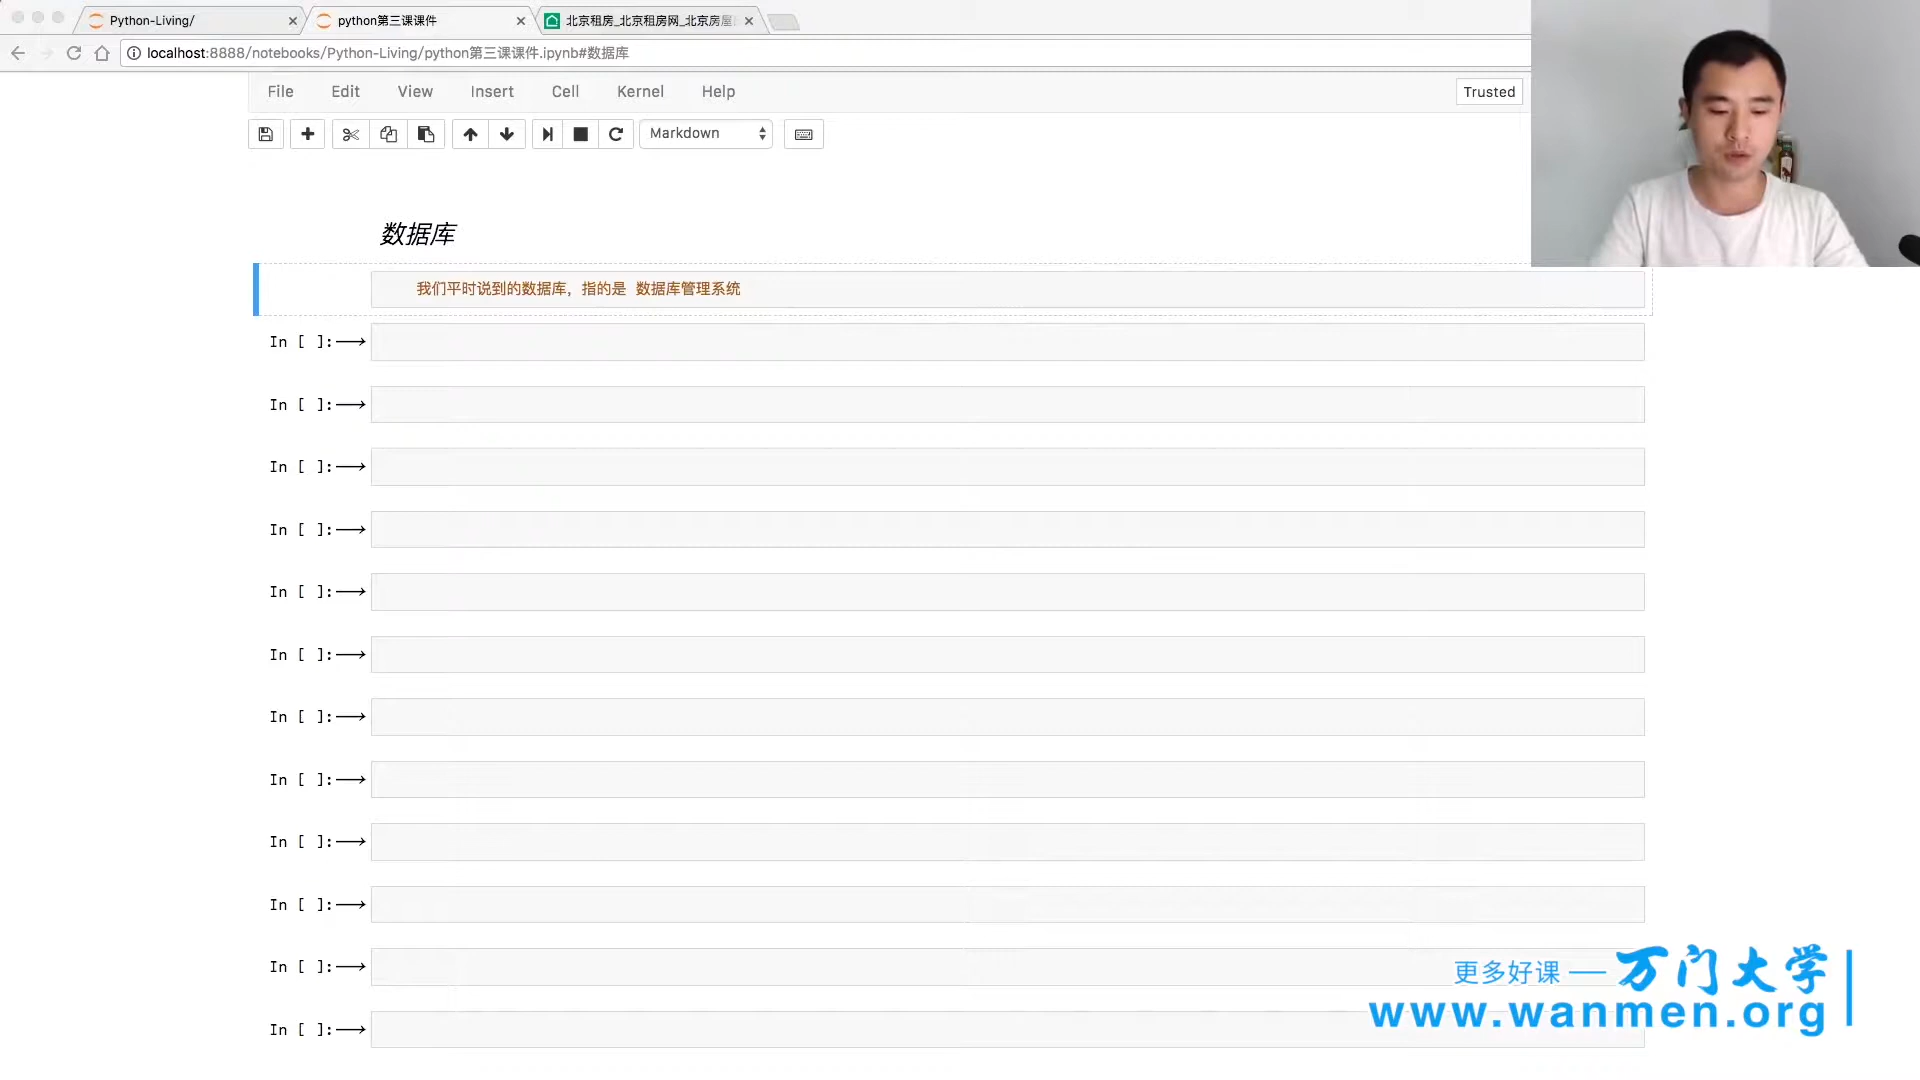 Python-Living/
python第三课课件
北京租房_北京租房网_北京房屋
localhost:8888/notebooks/Python-Living/python第三课课件.ipynb#数据库
File Edit View Insert Cell Kernel Help
Trusted
Markdown
数据库
我们平时说到的数据库，指的是 数据库管理系统
In [ ]:
In [ ]:
In [ ]:
In [ ]:
In [ ]:
In [ ]:
In [ ]:
In [ ]:
In [ ]:
In [ ]:
In [ ]:
In [ ]:
更多好课 — 万门大学
www.wanmen.org